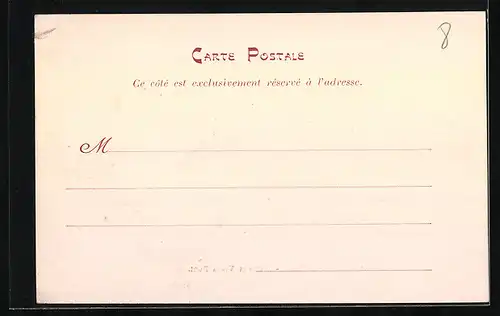 8
CARTE POSTALE
Ce côté est exclusivement réservé à l'adresse.
M